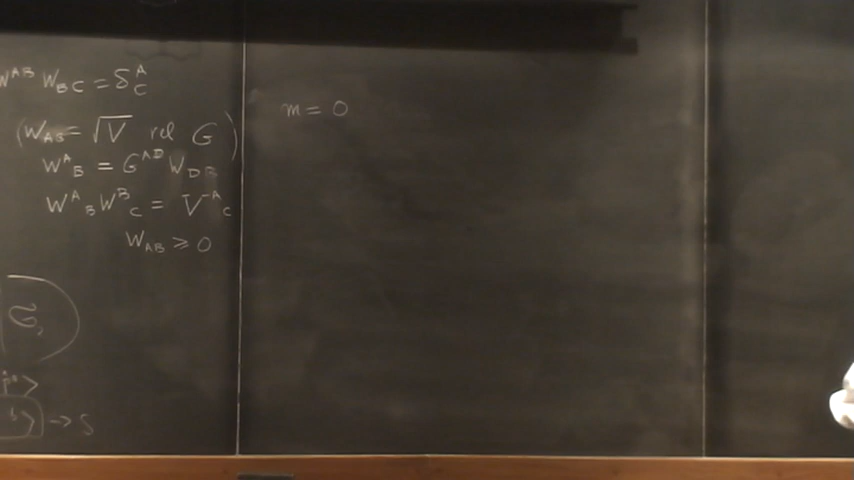 W^{AB} W_{BC} = δ^A_C
(W_{AB} = √V rel G)
W^A_B = G^{AD} W_{DB}
W^A_B W^B_C = V^A_C
W_{AB} ≥ 0
G,
→ S
m = 0